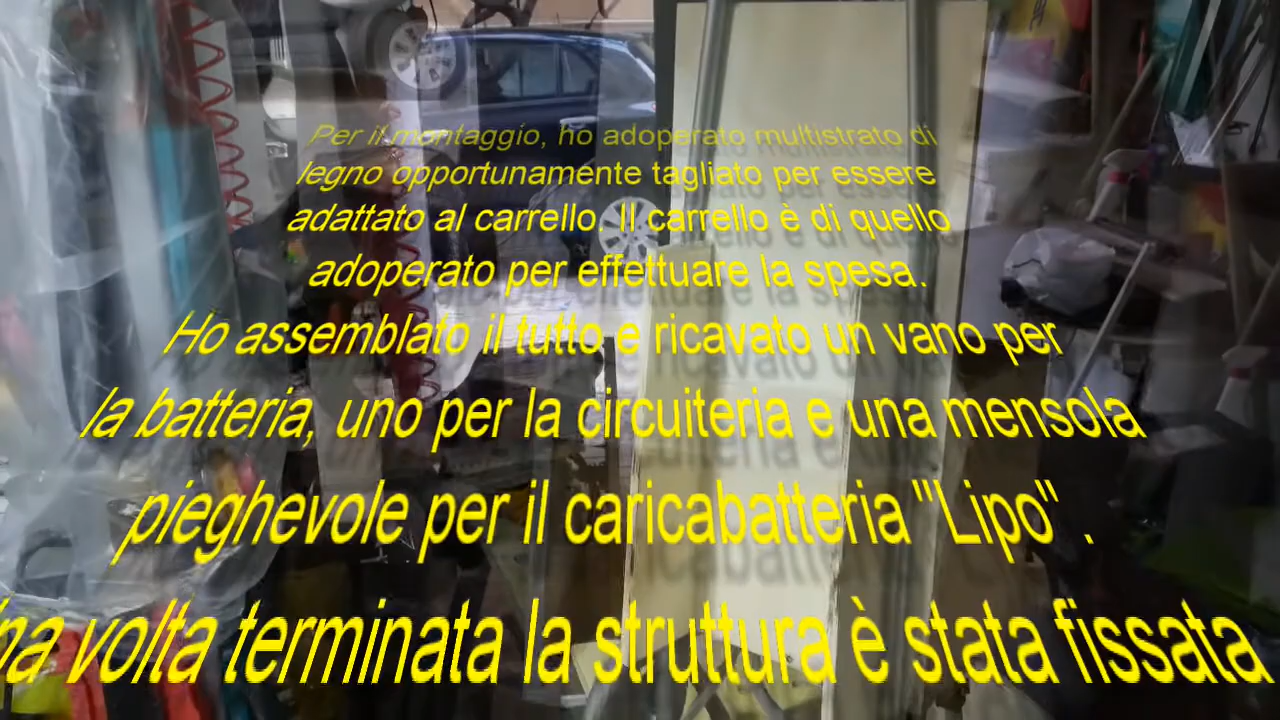 Per il montaggio, ho adoperato multistrato di
legno opportunamente tagliato per essere
adattato al carrello. Il carrello è di quello
adoperato per effettuare la spesa.
Ho assemblato il tutto e ricavato un vano per
la batteria, uno per la circuiteria e una mensola
pieghevole per il caricabatteria "Lipo" .
volta terminata la struttura è stata fissata